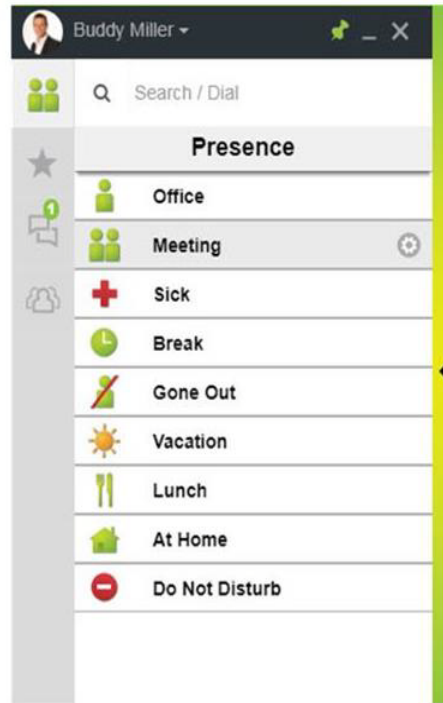 Buddy Miller
Search / Dial
Presence
Office
Meeting
1
Sick
Break
Gone Out
Vacation
Lunch
At Home
Do Not Disturb